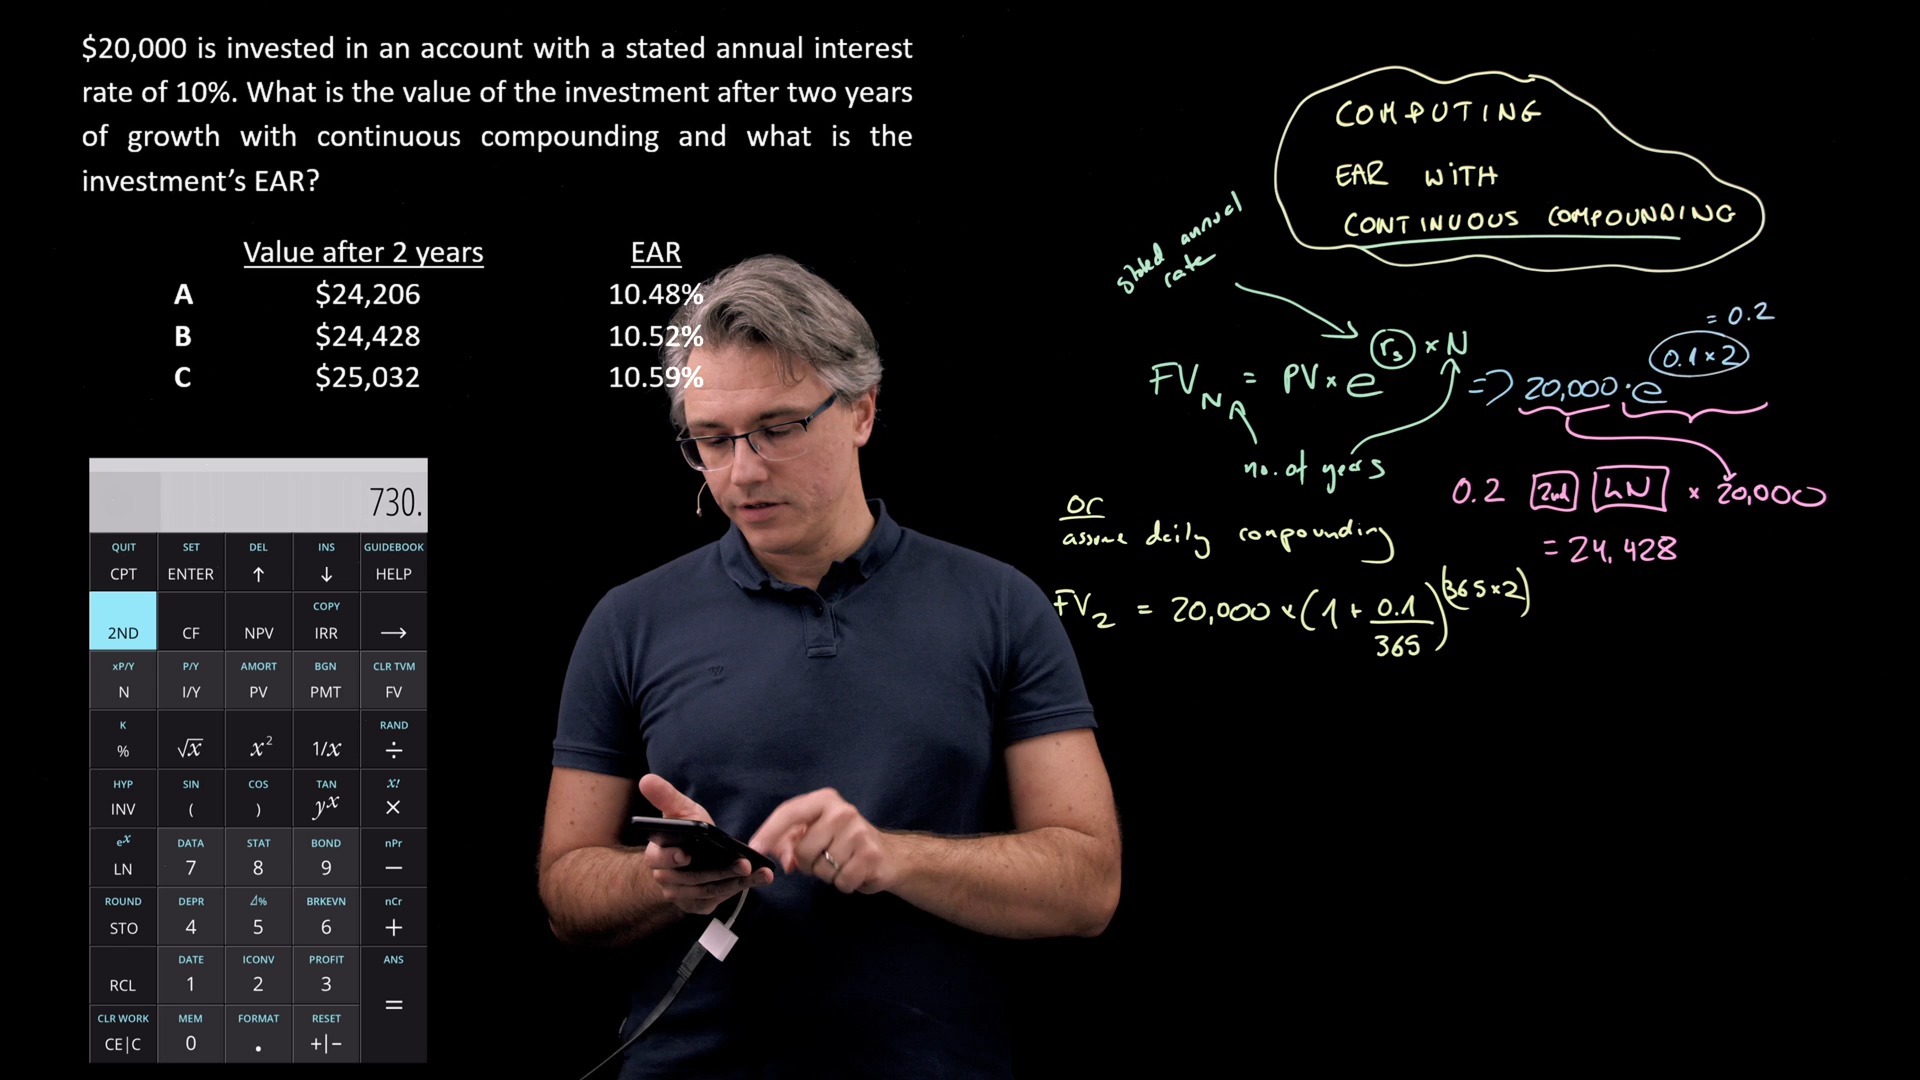 $20,000 is invested in an account with a stated annual interest
rate of 10%. What is the value of the investment after two years
of growth with continuous compounding and what is the
investment's EAR?
Value after 2 years EAR
A $24,206 10.48%
B $24,428 10.52%
C $25,032 10.59%
COMPUTING
EAR WITH
CONTINUOUS COMPOUNDING
stated annual
rate
FV_N = PV × e^(r_s × N) => 20,000 · e^(0.1 × 2)
= 0.2
no. of years
0.2 2nd LN × 20,000
= 24,428
or
assume daily compounding
FV_2 = 20,000 × (1 + 0.1/365)^(365 × 2)
730.
QUIT SET DEL INS GUIDEBOOK
CPT ENTER ↑ ↓ HELP
COPY
2ND CF NPV IRR →
xP/Y P/Y AMORT BGN CLR TVM
N I/Y PV PMT FV
K RAND
% √x x² 1/x ÷
HYP SIN COS TAN x!
INV ( ) yˣ ×
eˣ DATA STAT BOND nPr
LN 7 8 9 −
ROUND DEPR Δ% BRKEVN nCr
STO 4 5 6 +
DATE ICONV PROFIT ANS
RCL 1 2 3 =
CLR WORK MEM FORMAT RESET
CE|C 0 . +|−